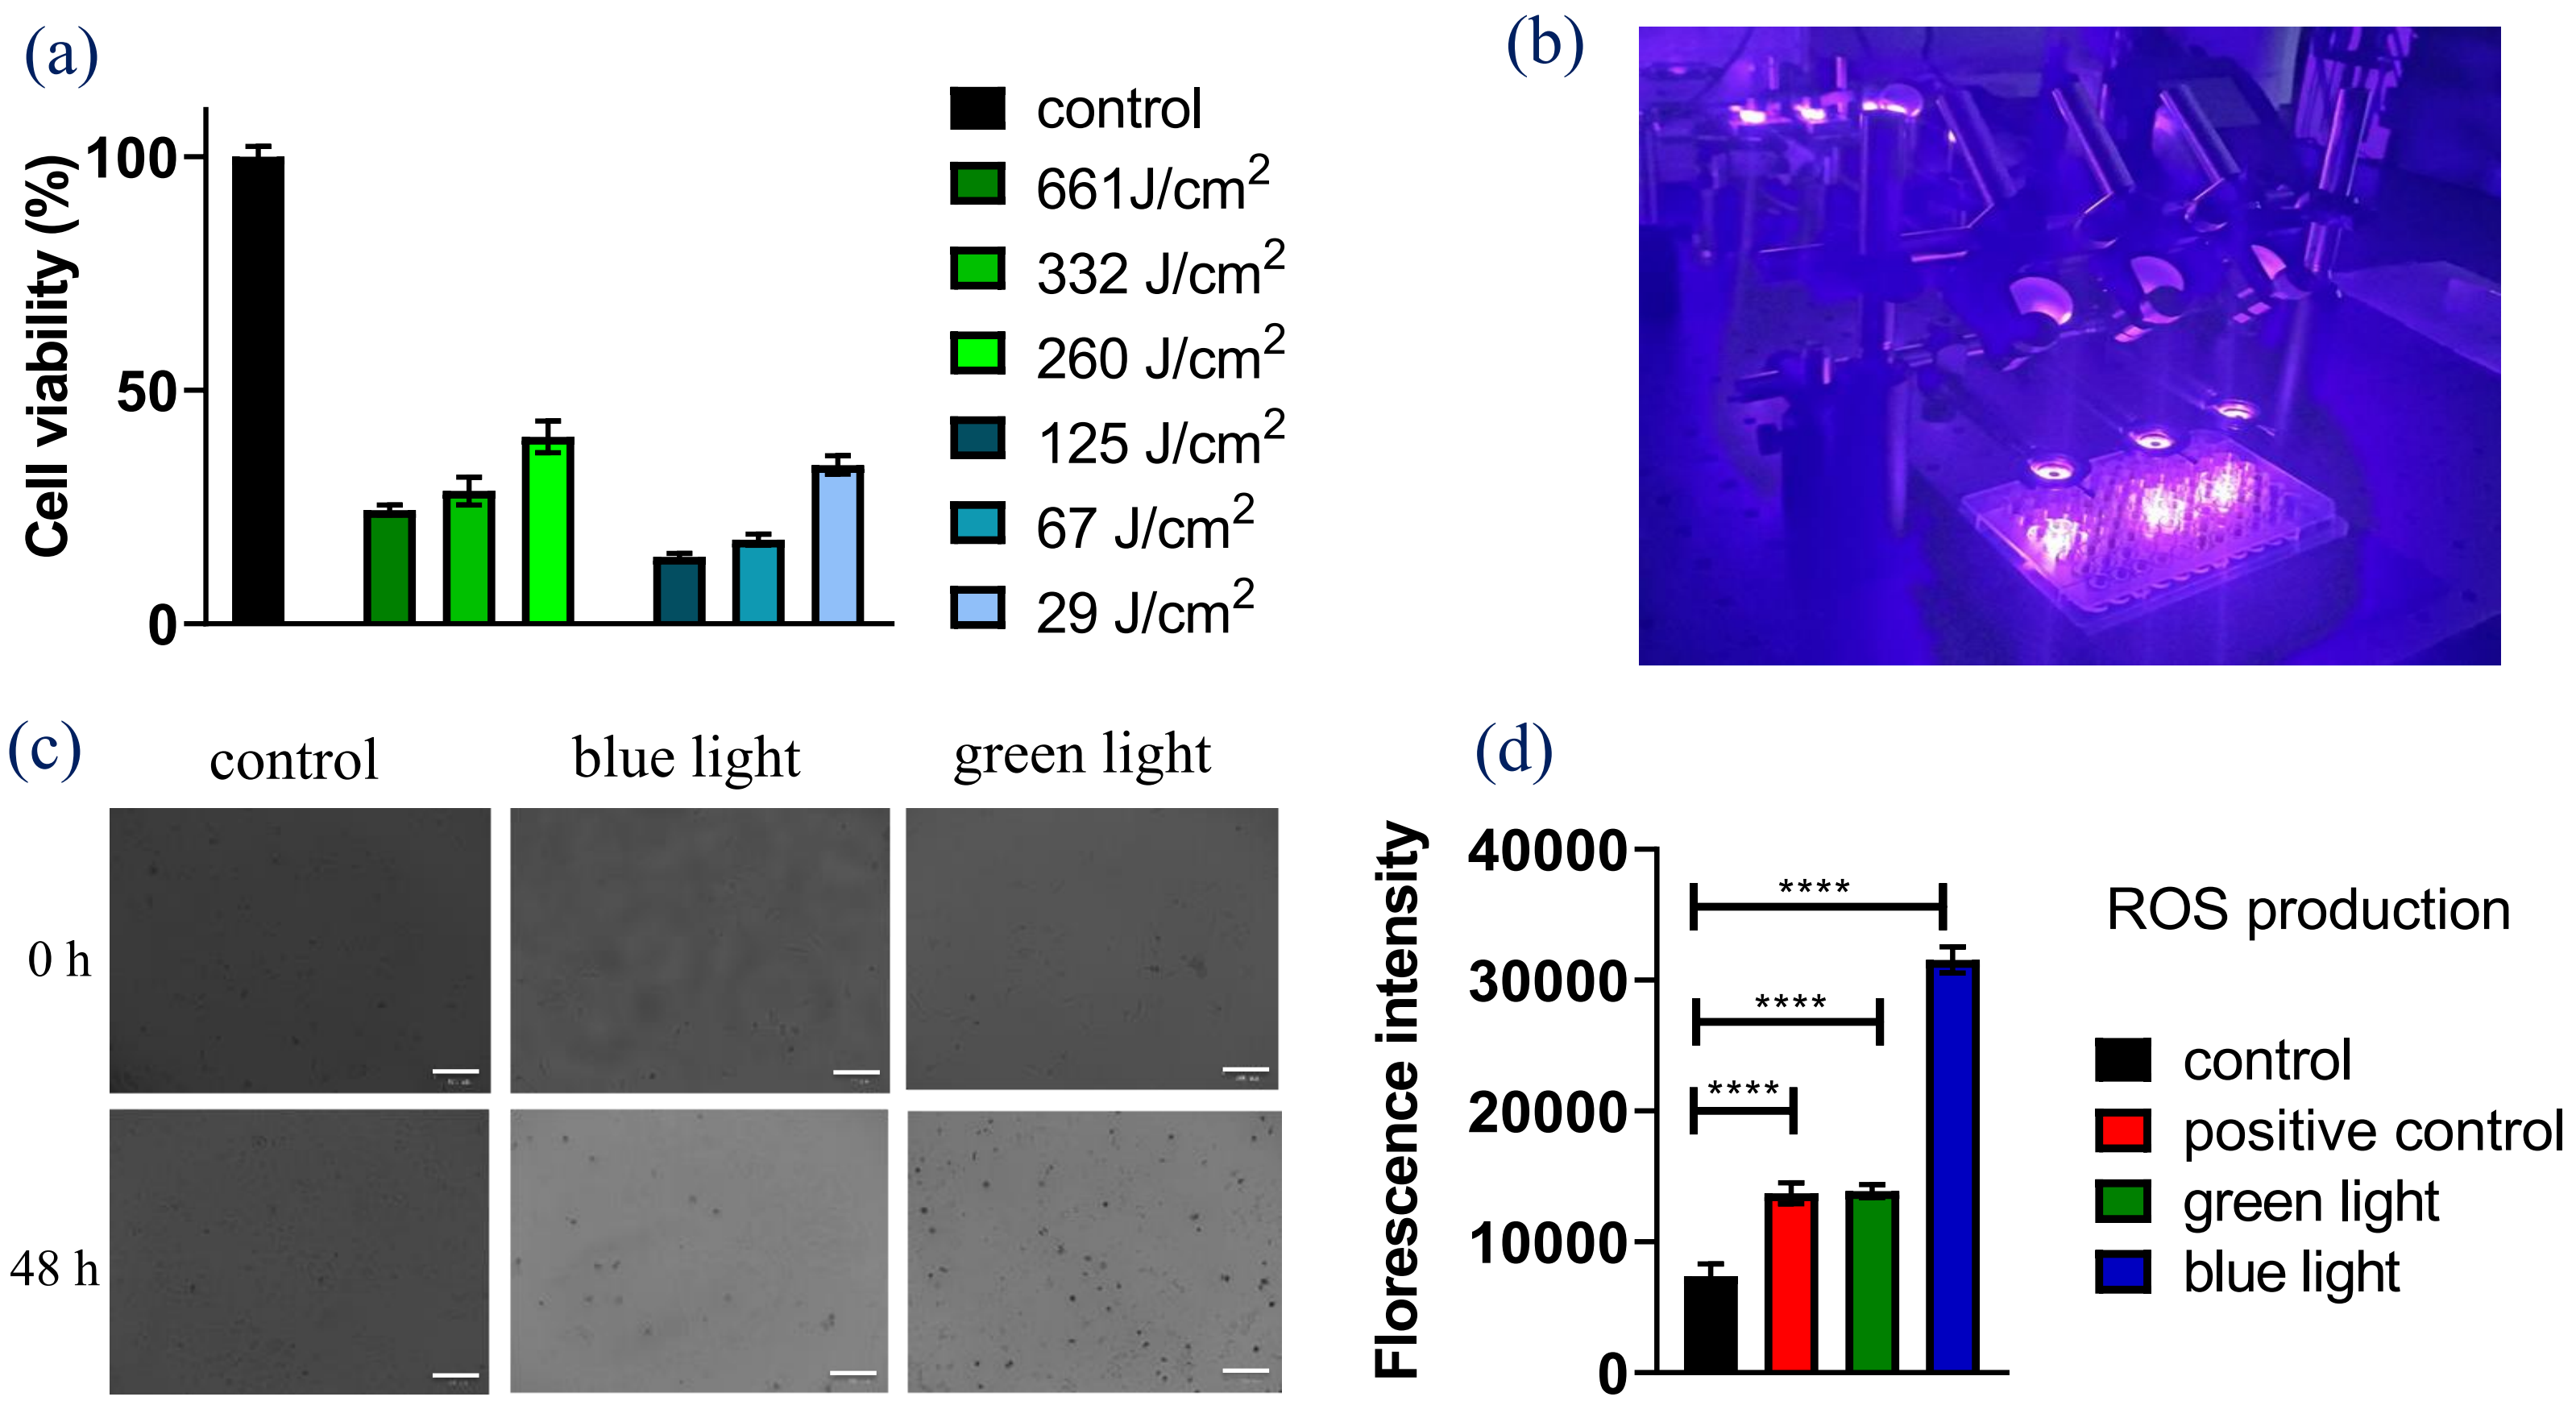 (a)
Cell viability (%)
100
50
0
control
661J/cm²
332 J/cm²
260 J/cm²
125 J/cm²
67 J/cm²
29 J/cm²
(b)
(c)
control
blue light
green light
0 h
48 h
(d)
Florescence intensity
40000
30000
20000
10000
0
****
****
****
ROS production
control
positive control
green light
blue light